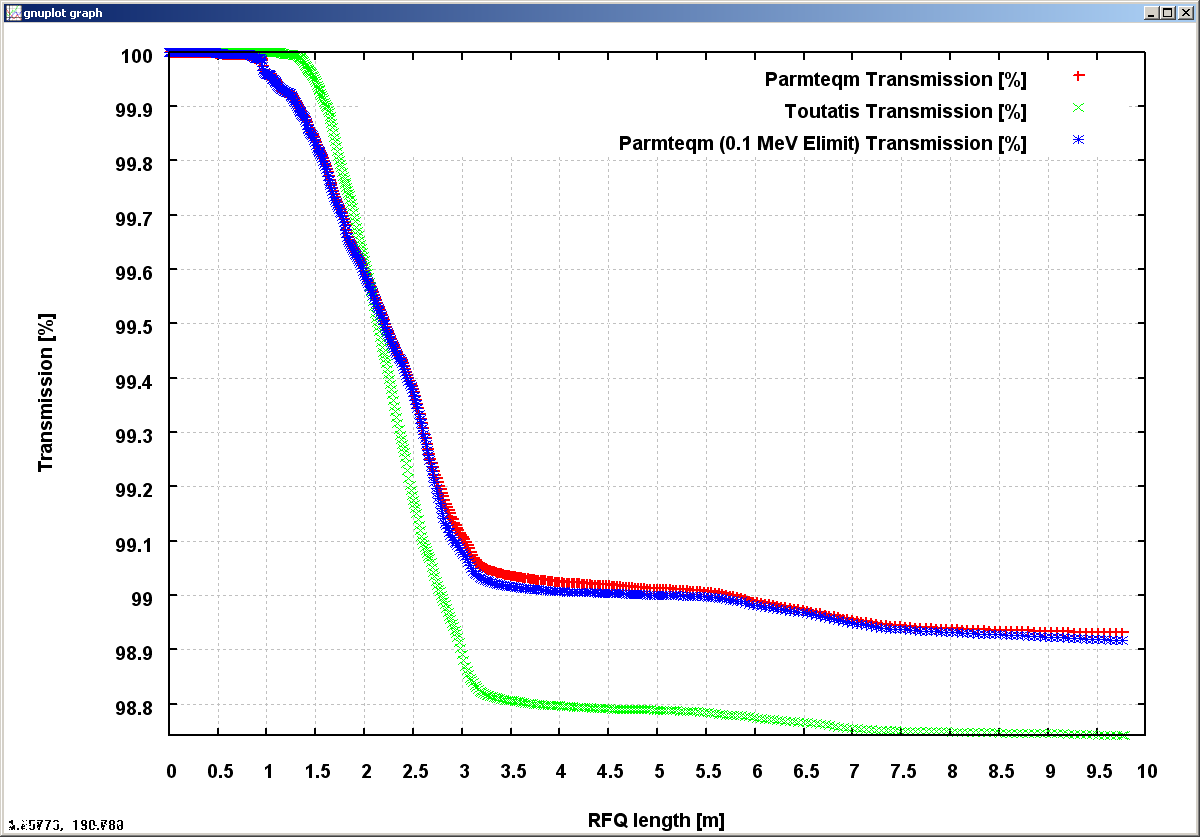 gnuplot graph
Parmteqm Transmission [%]
Toutatis Transmission [%]
Parmteqm (0.1 MeV Elimit) Transmission [%]
100
99.9
99.8
99.7
99.6
99.5
99.4
99.3
99.2
99.1
99
98.9
98.8
Transmission [%]
0 0.5 1 1.5 2 2.5 3 3.5 4 4.5 5 5.5 6 6.5 7 7.5 8 8.5 9 9.5 10
RFQ length [m]